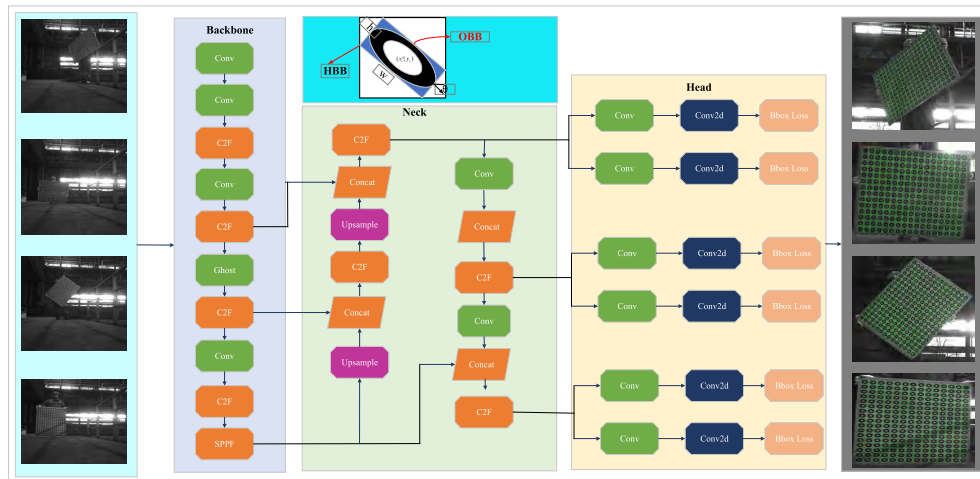 Backbone
Conv
Conv
C2F
Conv
C2F
Ghost
C2F
Conv
C2F
SPPF
h
OBB
HBB
W
Neck
C2F
Concat
Upsample
C2F
Concat
Upsample
Conv
Concat
C2F
Conv
Concat
C2F
Head
Conv Conv2d Bbox Loss
Conv Conv2d Bbox Loss
Conv Conv2d Bbox Loss
Conv Conv2d Bbox Loss
Conv Conv2d Bbox Loss
Conv Conv2d Bbox Loss